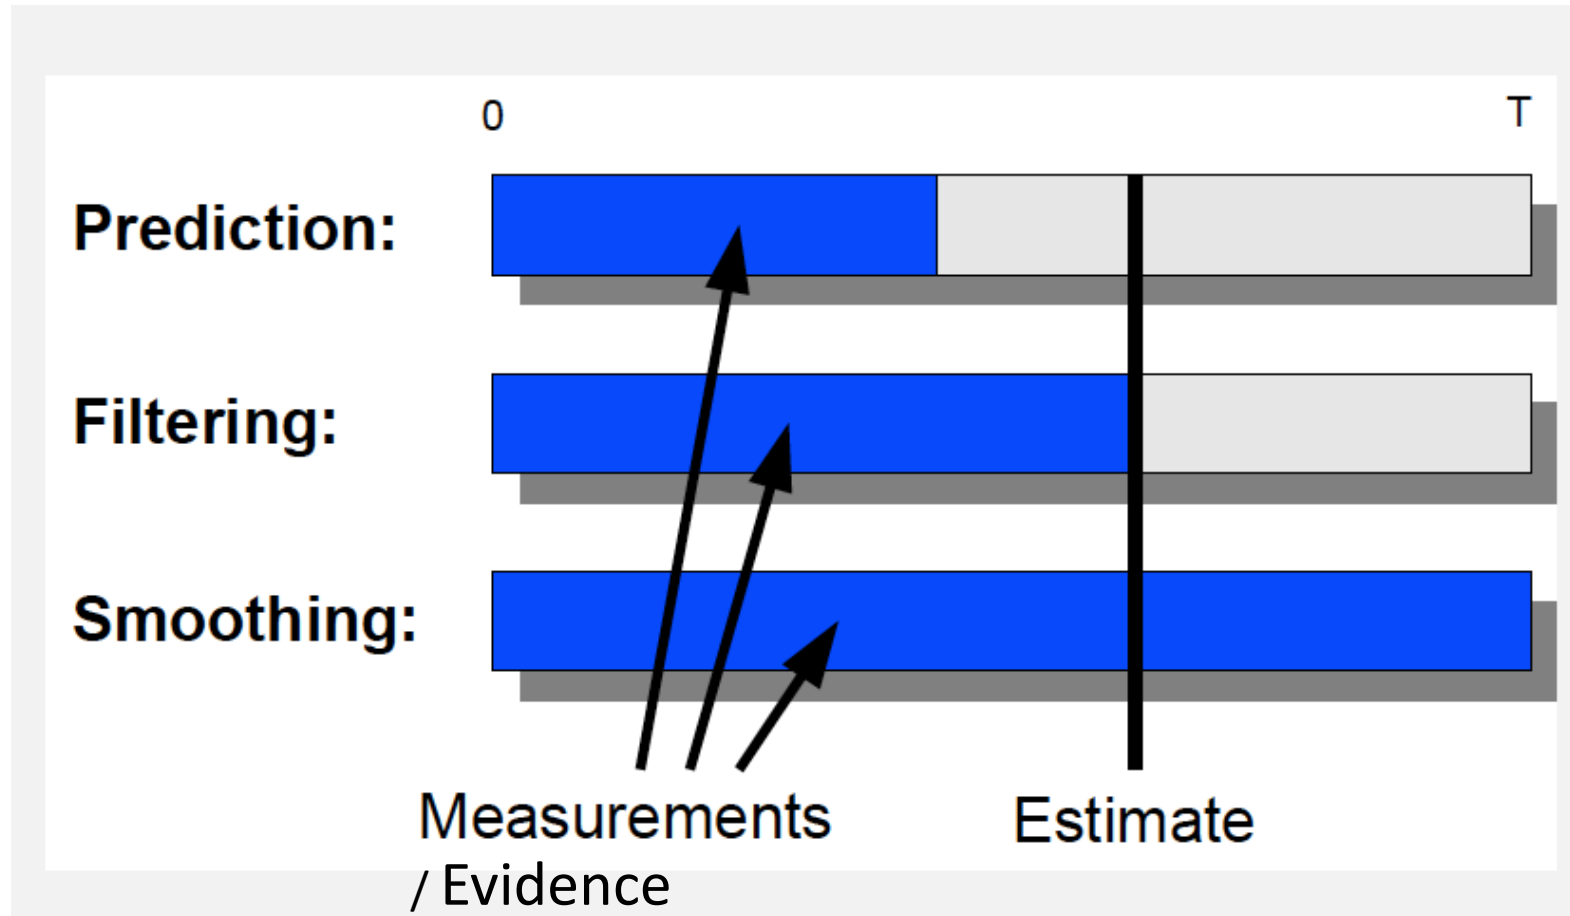 0 T
Prediction:
Filtering:
Smoothing:
Measurements Estimate
/ Evidence